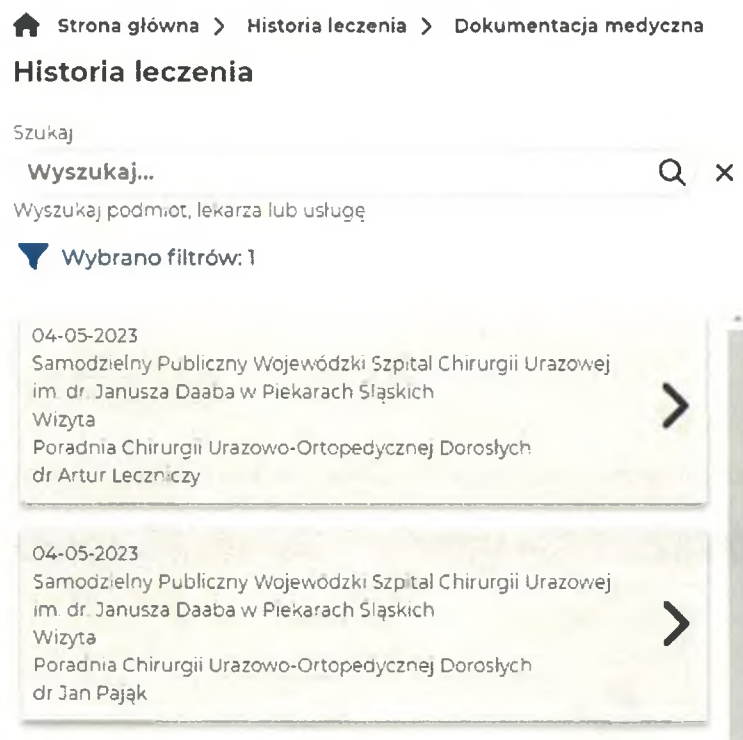 Strona główna > Historia leczenia > Dokumentacja medyczna
Historia leczenia
Szukaj
Wyszukaj...
Wyszukaj podmiot, lekarza lub usługę
Wybrano filtrów: 1
04-05-2023
Samodzielny Publiczny Wojewódzki Szpital Chirurgii Urazowej
im. dr. Janusza Daaba w Piekarach Śląskich
Wizyta
Poradnia Chirurgii Urazowo-Ortopedycznej Dorosłych
dr Artur Leczniczy
04-05-2023
Samodzielny Publiczny Wojewódzki Szpital Chirurgii Urazowej
im. dr. Janusza Daaba w Piekarach Śląskich
Wizyta
Poradnia Chirurgii Urazowo-Ortopedycznej Dorosłych
dr Jan Pająk